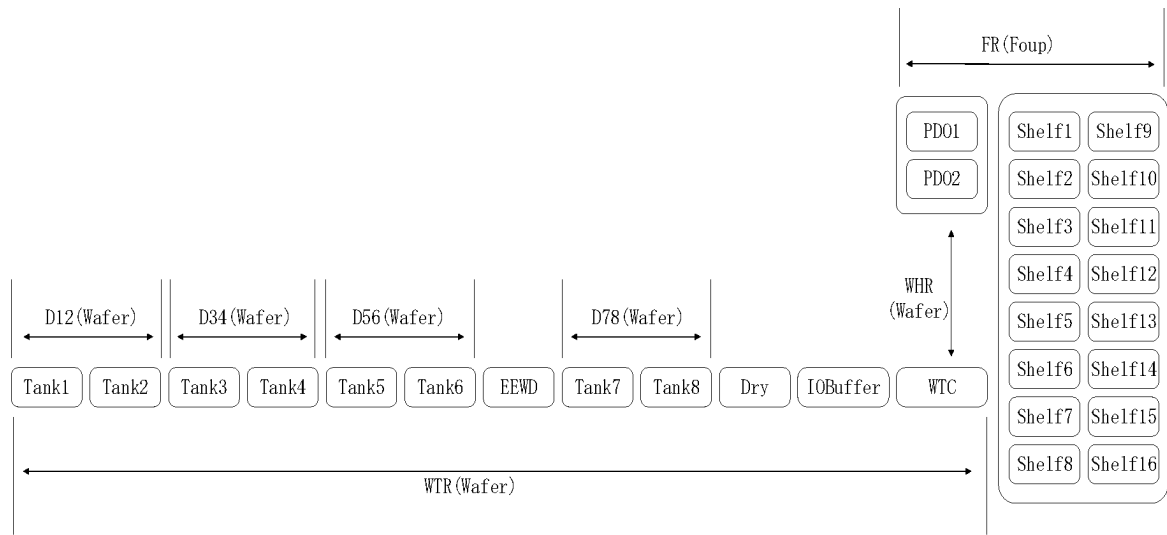 FR(Foup)
PDO1
Shelf1
Shelf9
PDO2
Shelf2
Shelf10
Shelf3
Shelf11
Shelf4
Shelf12
WHR
(Wafer)
D12(Wafer)
D34(Wafer)
D56(Wafer)
D78(Wafer)
Shelf5
Shelf13
Tank1
Tank2
Tank3
Tank4
Tank5
Tank6
EEWD
Tank7
Tank8
Dry
IOBuffer
WTC
Shelf6
Shelf14
Shelf7
Shelf15
Shelf8
Shelf16
WTR(Wafer)